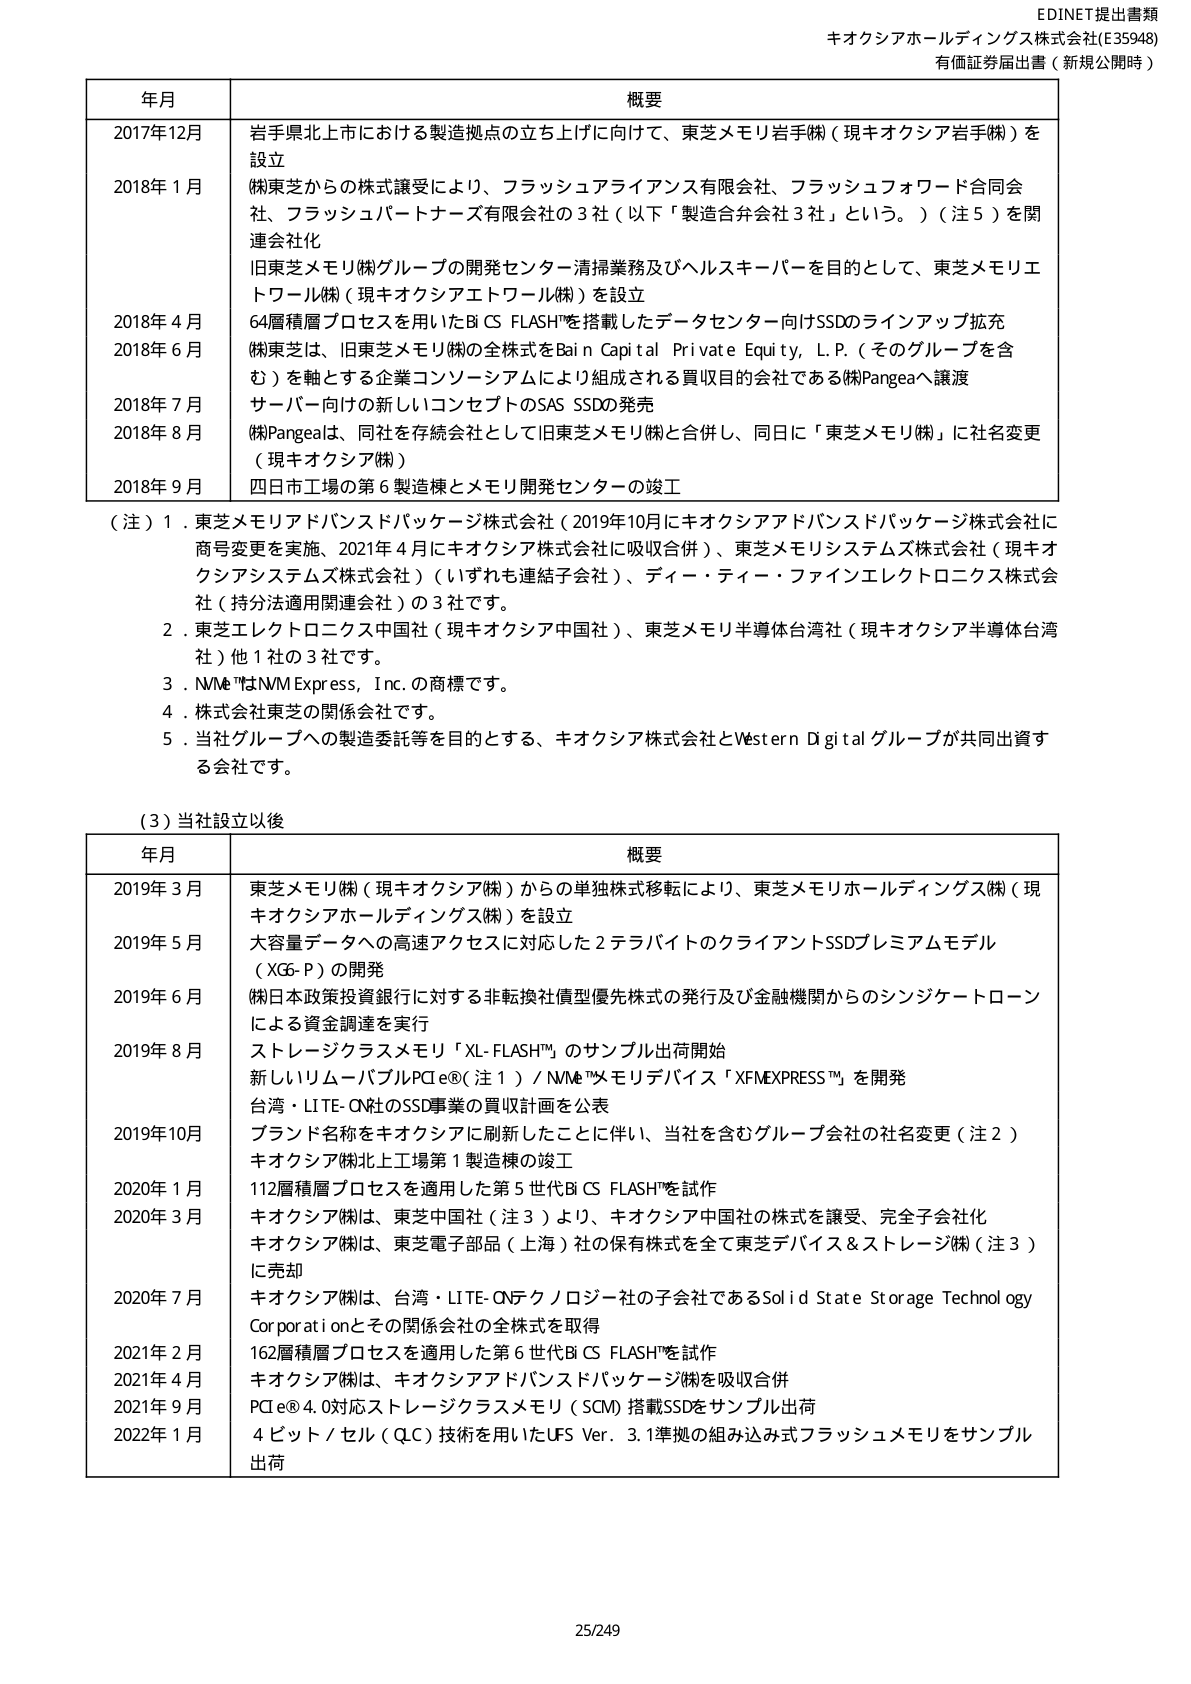 EDINET提出書類
キオクシアホールディングス株式会社(E35948)
有価証券届出書（新規公開時）
年月 概要
2017年12月 岩手県北上市における製造拠点の立ち上げに向けて、東芝メモリ岩手㈱（現キオクシア岩手㈱）を
設立
2018年１月 ㈱東芝からの株式譲受により、フラッシュアライアンス有限会社、フラッシュフォワード合同会
社、フラッシュパートナーズ有限会社の３社（以下「製造合弁会社３社」という。）（注５）を関
連会社化
旧東芝メモリ㈱グループの開発センター清掃業務及びヘルスキーパーを目的として、東芝メモリエ
トワール㈱（現キオクシアエトワール㈱）を設立
2018年４月 64層積層プロセスを用いたBiCS FLASH™を搭載したデータセンター向けSSDのラインアップ拡充
2018年６月 ㈱東芝は、旧東芝メモリ㈱の全株式をBain Capital Private Equity, L.P.（そのグループを含
む）を軸とする企業コンソーシアムにより組成される買収目的会社である㈱Pangeaへ譲渡
2018年７月 サーバー向けの新しいコンセプトのSAS SSDの発売
2018年８月 ㈱Pangeaは、同社を存続会社として旧東芝メモリ㈱と合併し、同日に「東芝メモリ㈱」に社名変更
（現キオクシア㈱）
2018年９月 四日市工場の第６製造棟とメモリ開発センターの竣工
（注）１．東芝メモリアドバンスドパッケージ株式会社（2019年10月にキオクシアアドバンスドパッケージ株式会社に
商号変更を実施、2021年４月にキオクシア株式会社に吸収合併）、東芝メモリシステムズ株式会社（現キオ
クシアシステムズ株式会社）（いずれも連結子会社）、ディー・ティー・ファインエレクトロニクス株式会
社（持分法適用関連会社）の３社です。
２．東芝エレクトロニクス中国社（現キオクシア中国社）、東芝メモリ半導体台湾社（現キオクシア半導体台湾
社）他１社の３社です。
３．NVMe™はNVM Express, Inc.の商標です。
４．株式会社東芝の関係会社です。
５．当社グループへの製造委託等を目的とする、キオクシア株式会社とWestern Digitalグループが共同出資す
る会社です。
(3)当社設立以後
年月 概要
2019年３月 東芝メモリ㈱（現キオクシア㈱）からの単独株式移転により、東芝メモリホールディングス㈱（現
キオクシアホールディングス㈱）を設立
2019年５月 大容量データへの高速アクセスに対応した２テラバイトのクライアントSSDプレミアムモデル
（XG6-P）の開発
2019年６月 ㈱日本政策投資銀行に対する非転換社債型優先株式の発行及び金融機関からのシンジケートローン
による資金調達を実行
2019年８月 ストレージクラスメモリ「XL-FLASH™」のサンプル出荷開始
新しいリムーバブルPCIe®(注１）/NVMe™メモリデバイス「XFMEXPRESS™」を開発
台湾・LITE-ON社のSSD事業の買収計画を公表
2019年10月 ブランド名称をキオクシアに刷新したことに伴い、当社を含むグループ会社の社名変更（注２）
キオクシア㈱北上工場第１製造棟の竣工
2020年１月 112層積層プロセスを適用した第５世代BiCS FLASH™を試作
2020年３月 キオクシア㈱は、東芝中国社（注３）より、キオクシア中国社の株式を譲受、完全子会社化
キオクシア㈱は、東芝電子部品（上海）社の保有株式を全て東芝デバイス＆ストレージ㈱（注３）
に売却
2020年７月 キオクシア㈱は、台湾・LITE-ONテクノロジー社の子会社であるSolid State Storage Technology
Corporationとその関係会社の全株式を取得
2021年２月 162層積層プロセスを適用した第６世代BiCS FLASH™を試作
2021年４月 キオクシア㈱は、キオクシアアドバンスドパッケージ㈱を吸収合併
2021年９月 PCIe® 4.0対応ストレージクラスメモリ（SCM）搭載SSDをサンプル出荷
2022年１月 ４ビット／セル（QLC）技術を用いたUFS Ver. 3.1準拠の組み込み式フラッシュメモリをサンプル
出荷
25/249